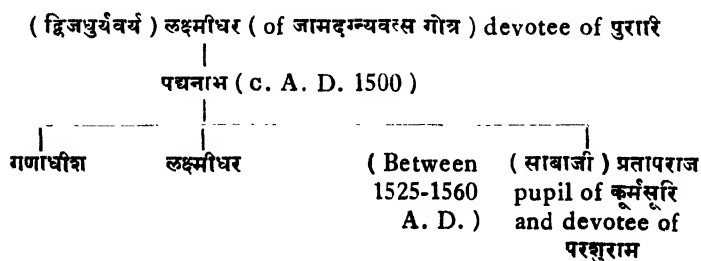 ( द्विजधुर्यवर्य ) लक्ष्मीधर ( of जामदग्न्यवत्स गोत्र ) devotee of पुरारि
पद्मनाभ ( c. A. D. 1500 )
गणाधीश लक्ष्मीधर ( Between ( साबाजी ) प्रतापराज
1525-1560 pupil of कूर्मसूरि
A. D. ) and devotee of
परशुराम